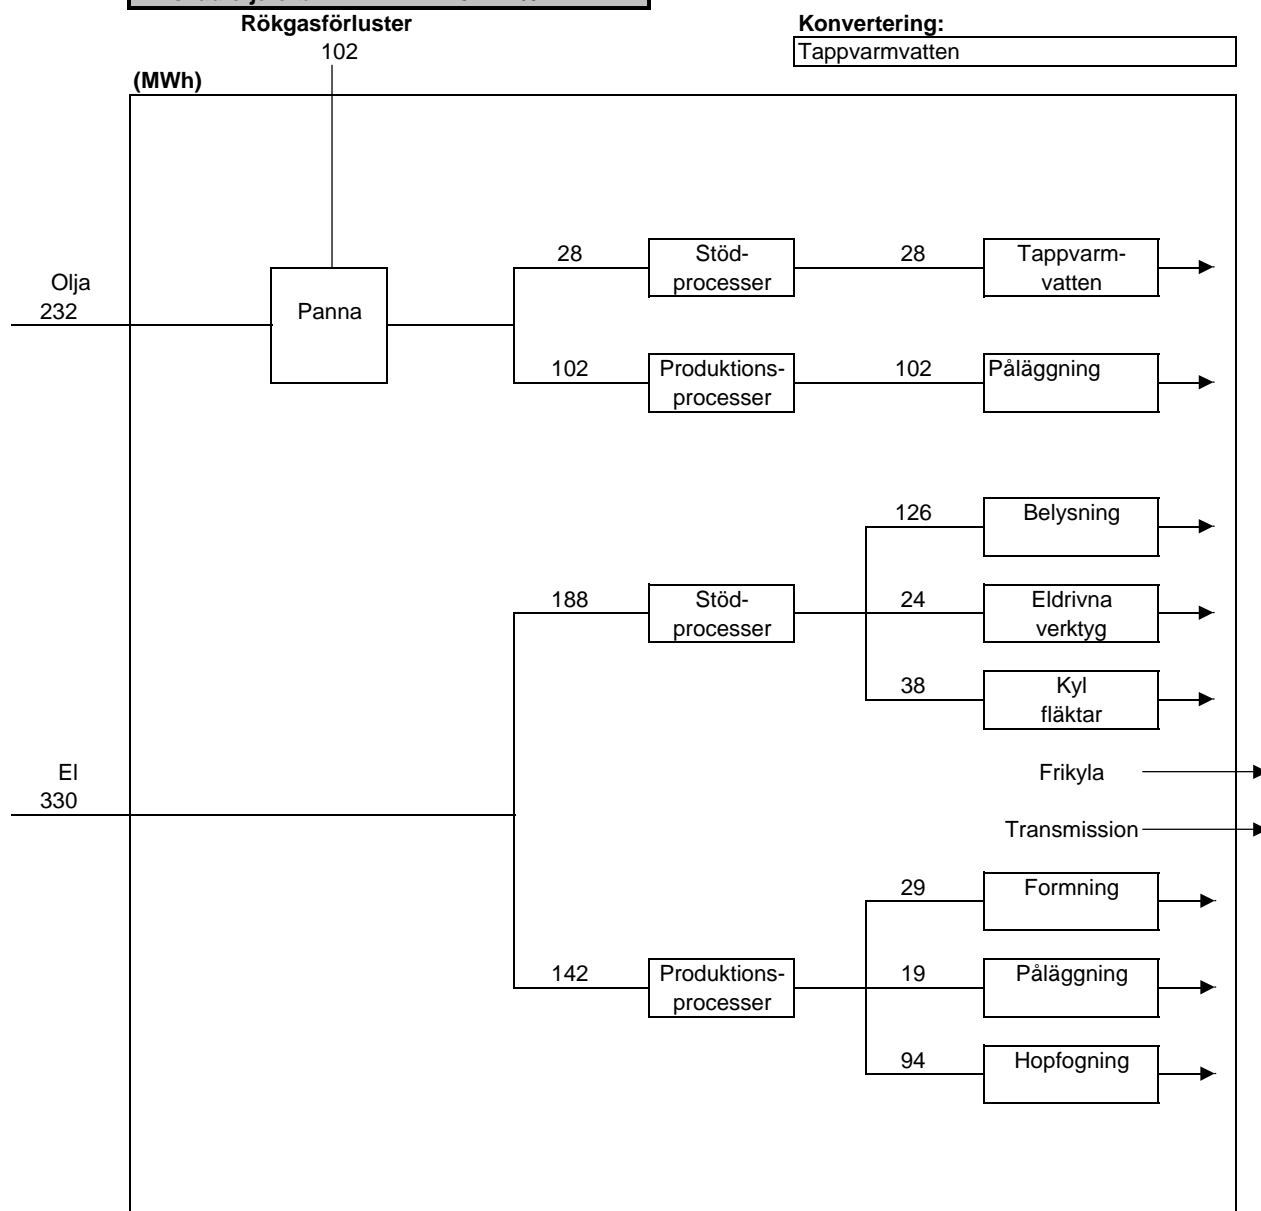 Rökgasförluster
102
Konvertering:
Tappvarmvatten
(MWh)
Olja
232
Panna
28
Stöd-
processer
28
Tappvarm-
vatten
102
Produktions-
processer
102
Påläggning
El
330
188
Stöd-
processer
126
Belysning
24
Eldrivna
verktyg
38
Kyl
fläktar
Frikyla
Transmission
142
Produktions-
processer
29
Formning
19
Påläggning
94
Hopfogning